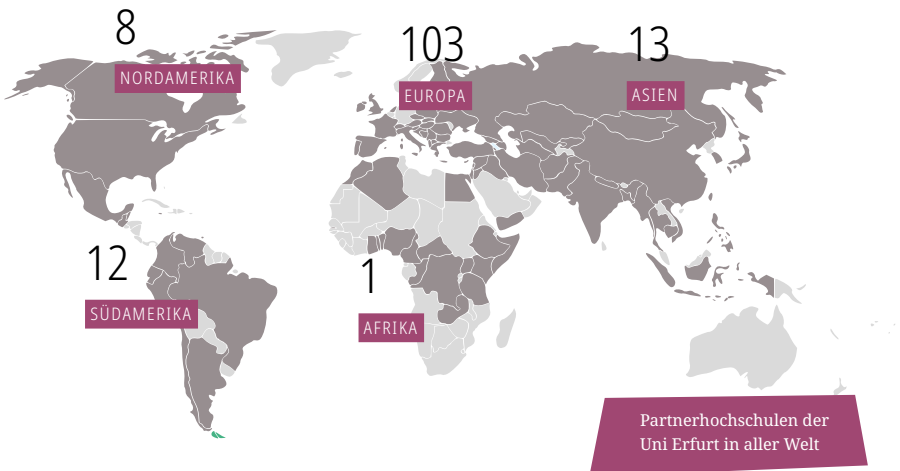 8
NORDAMERIKA
103
EUROPA
13
ASIEN
12
SÜDAMERIKA
1
AFRIKA
Partnerhochschulen der
Uni Erfurt in aller Welt